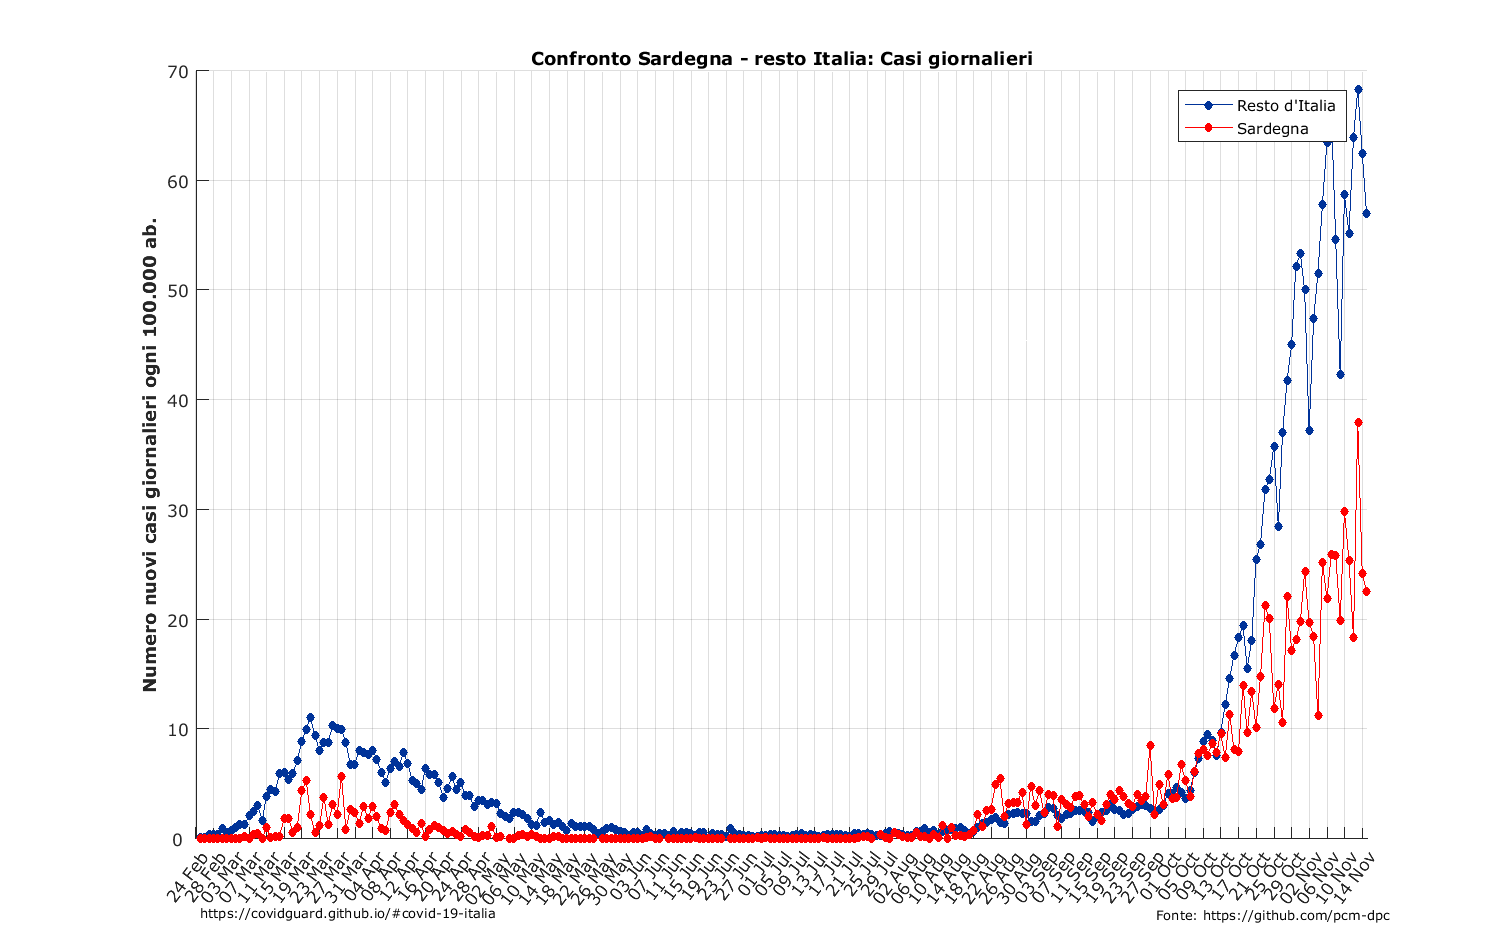 Confronto Sardegna - resto Italia: Casi giornalieri
Numero nuovi casi giornalieri ogni 100.000 ab.
70
60
50
40
30
20
10
0
Resto d'Italia
Sardegna
24 Feb
28 Feb
03 Mar
07 Mar
11 Mar
15 Mar
19 Mar
23 Mar
27 Mar
31 Mar
04 Apr
08 Apr
12 Apr
16 Apr
20 Apr
24 Apr
28 Apr
02 May
06 May
10 May
14 May
18 May
22 May
26 May
30 May
03 Jun
07 Jun
11 Jun
15 Jun
19 Jun
23 Jun
27 Jun
01 Jul
05 Jul
09 Jul
13 Jul
17 Jul
21 Jul
25 Jul
29 Jul
02 Aug
06 Aug
10 Aug
14 Aug
18 Aug
22 Aug
26 Aug
30 Aug
03 Sep
07 Sep
11 Sep
15 Sep
19 Sep
23 Sep
27 Sep
01 Oct
05 Oct
09 Oct
13 Oct
17 Oct
21 Oct
25 Oct
29 Oct
02 Nov
06 Nov
10 Nov
14 Nov
https://covidguard.github.io/#covid-19-italia
Fonte: https://github.com/pcm-dpc